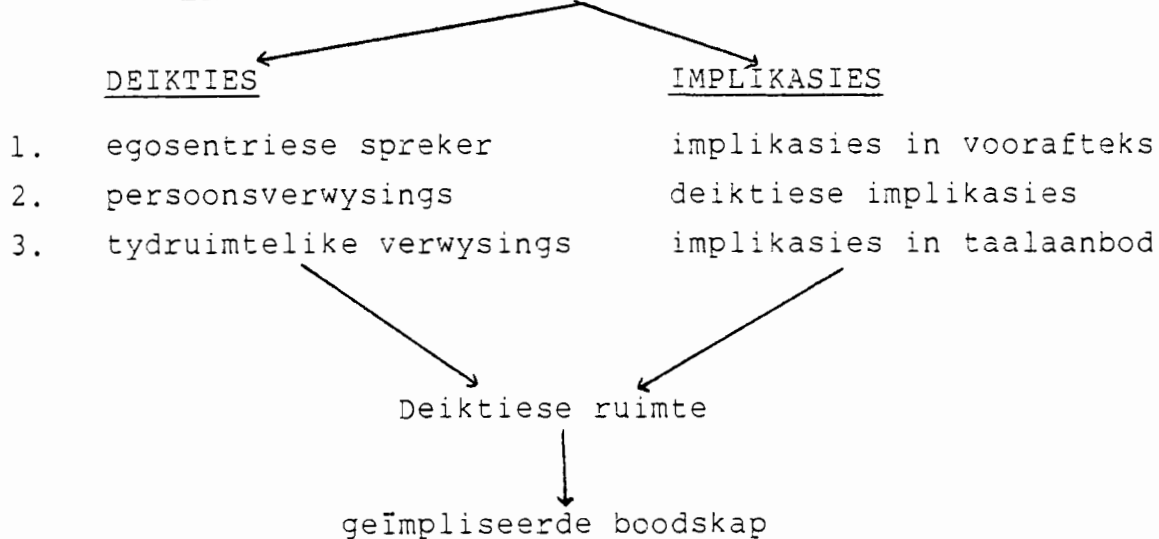 DEIKTIES IMPLIKASIES
1. egosentriese spreker implikasies in voorafteks
2. persoonsverwysings deiktiese implikasies
3. tydruimtelike verwysings implikasies in taalaanbod
Deiktiese ruimte
geïmpliseerde boodskap